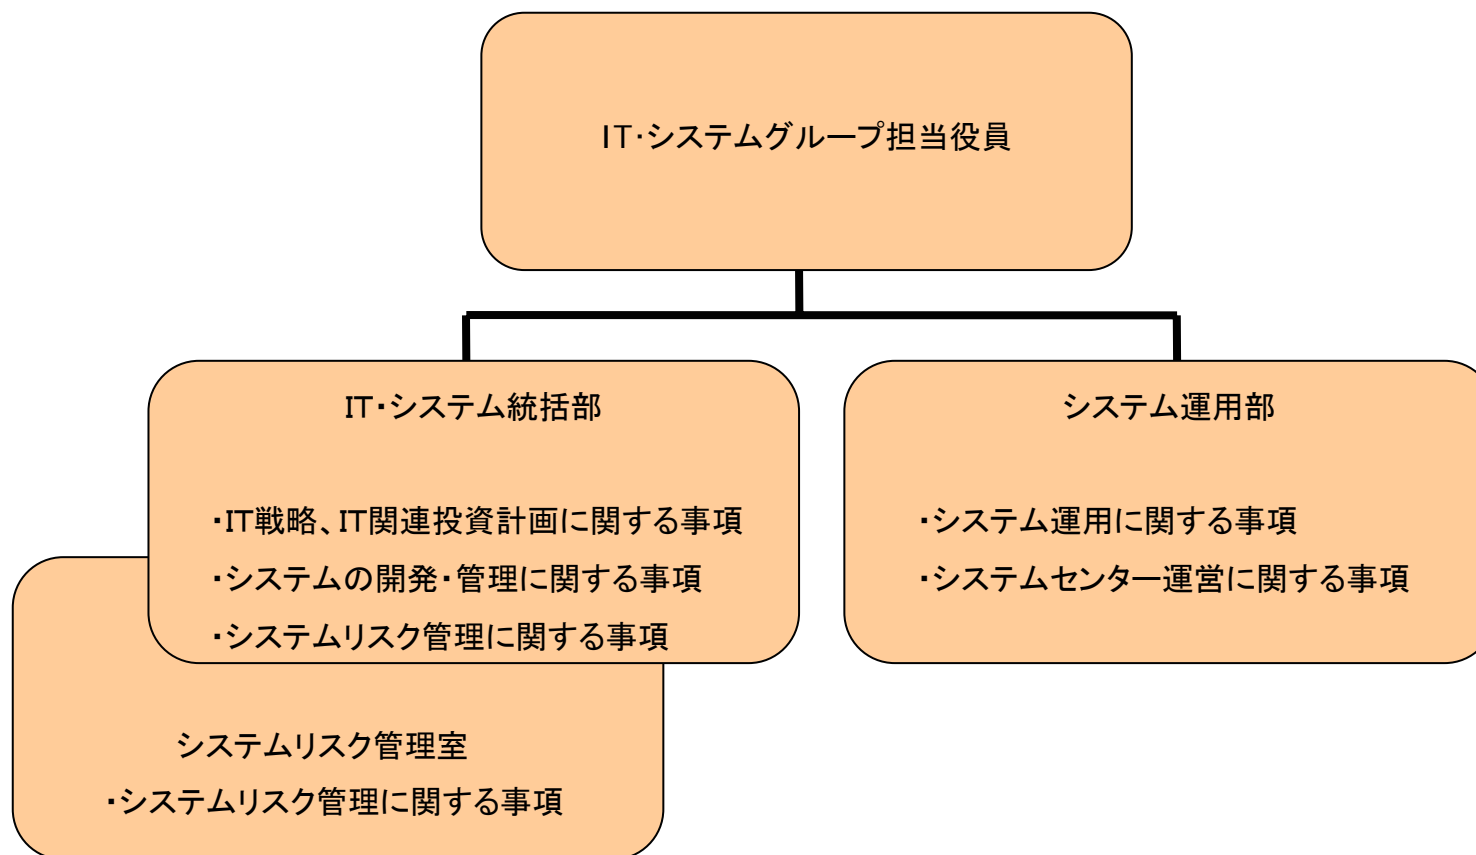 IT・システムグループ担当役員
IT・システム統括部
・IT戦略、IT関連投資計画に関する事項
・システムの開発・管理に関する事項
・システムリスク管理に関する事項
システムリスク管理室
・システムリスク管理に関する事項
システム運用部
・システム運用に関する事項
・システムセンター運営に関する事項